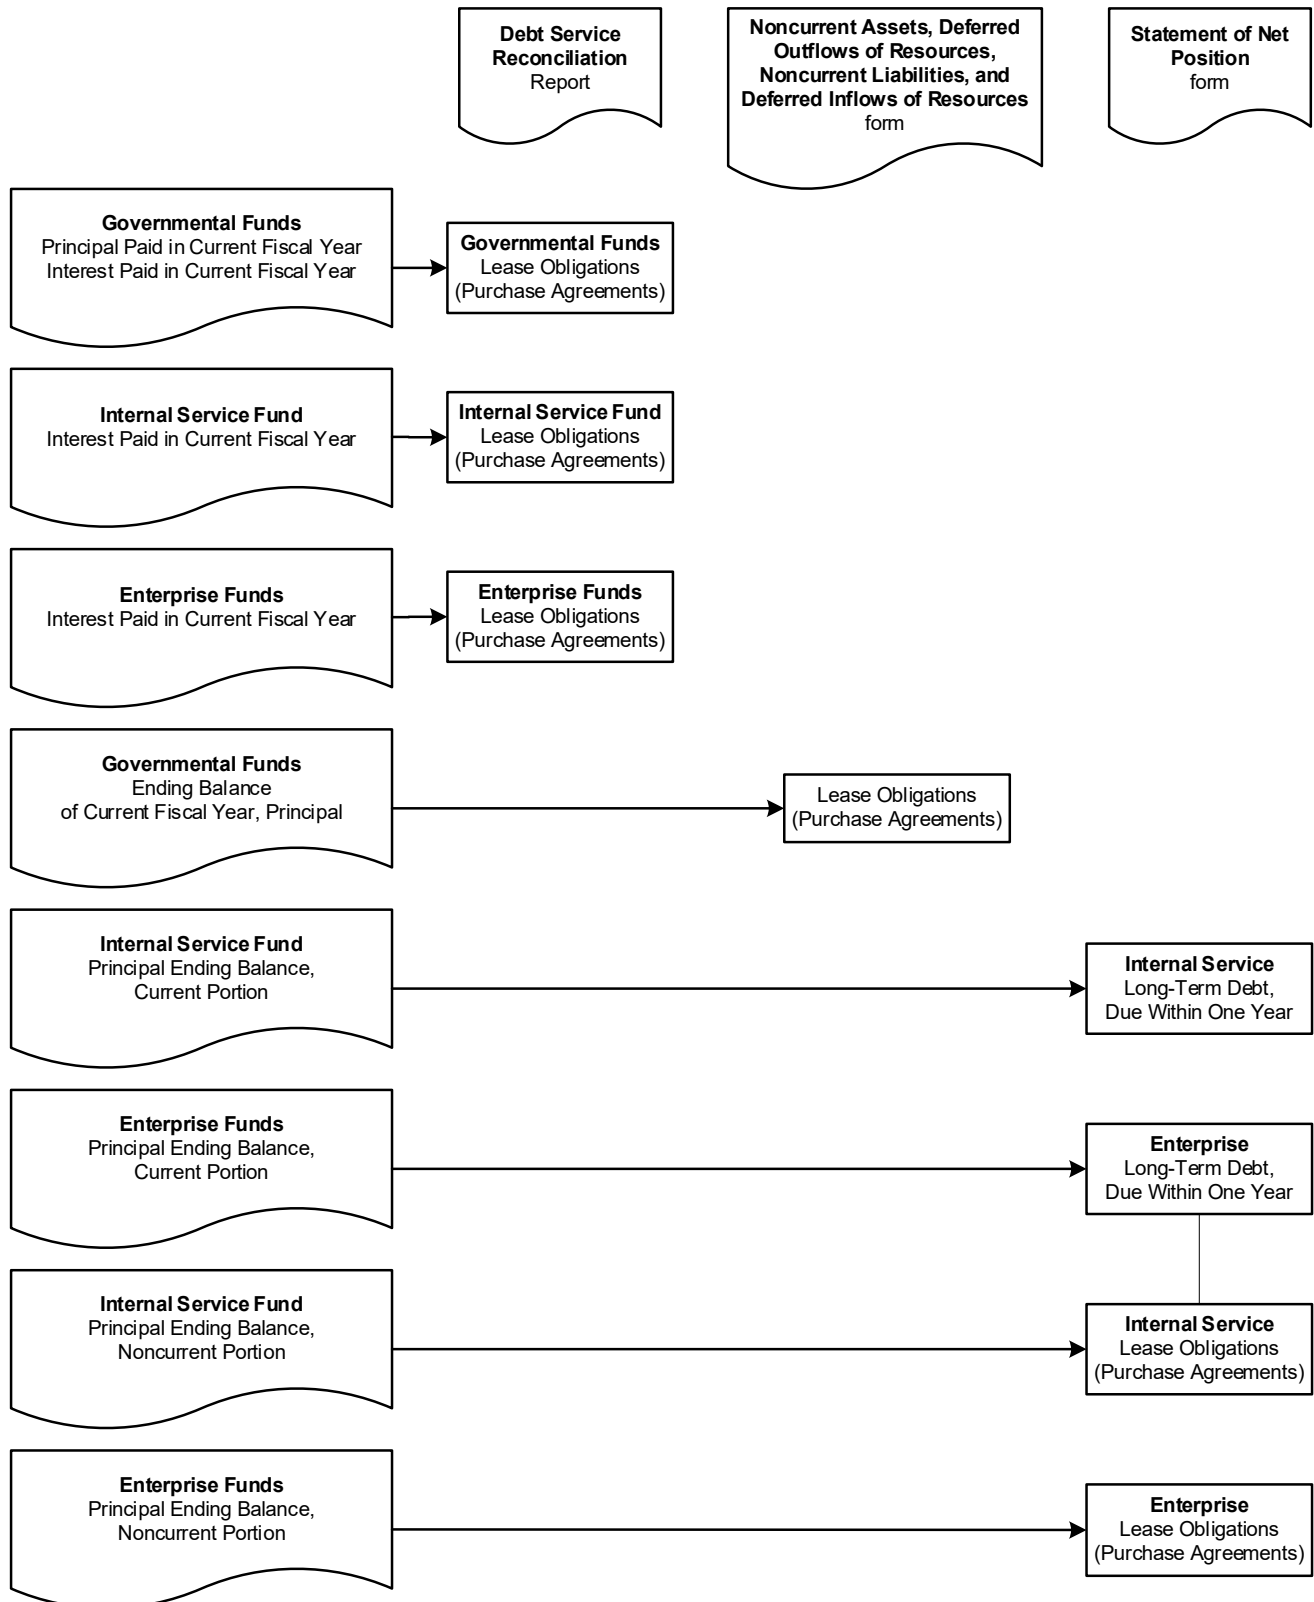 Debt Service
Reconciliation
Report
Noncurrent Assets, Deferred
Outflows of Resources,
Noncurrent Liabilities, and
Deferred Inflows of Resources
form
Statement of Net
Position
form
Governmental Funds
Principal Paid in Current Fiscal Year
Interest Paid in Current Fiscal Year
Governmental Funds
Lease Obligations
(Purchase Agreements)
Internal Service Fund
Interest Paid in Current Fiscal Year
Internal Service Fund
Lease Obligations
(Purchase Agreements)
Enterprise Funds
Interest Paid in Current Fiscal Year
Enterprise Funds
Lease Obligations
(Purchase Agreements)
Governmental Funds
Ending Balance
of Current Fiscal Year, Principal
Lease Obligations
(Purchase Agreements)
Internal Service Fund
Principal Ending Balance,
Current Portion
Internal Service
Long-Term Debt,
Due Within One Year
Enterprise Funds
Principal Ending Balance,
Current Portion
Enterprise
Long-Term Debt,
Due Within One Year
Internal Service Fund
Principal Ending Balance,
Noncurrent Portion
Internal Service
Lease Obligations
(Purchase Agreements)
Enterprise Funds
Principal Ending Balance,
Noncurrent Portion
Enterprise
Lease Obligations
(Purchase Agreements)